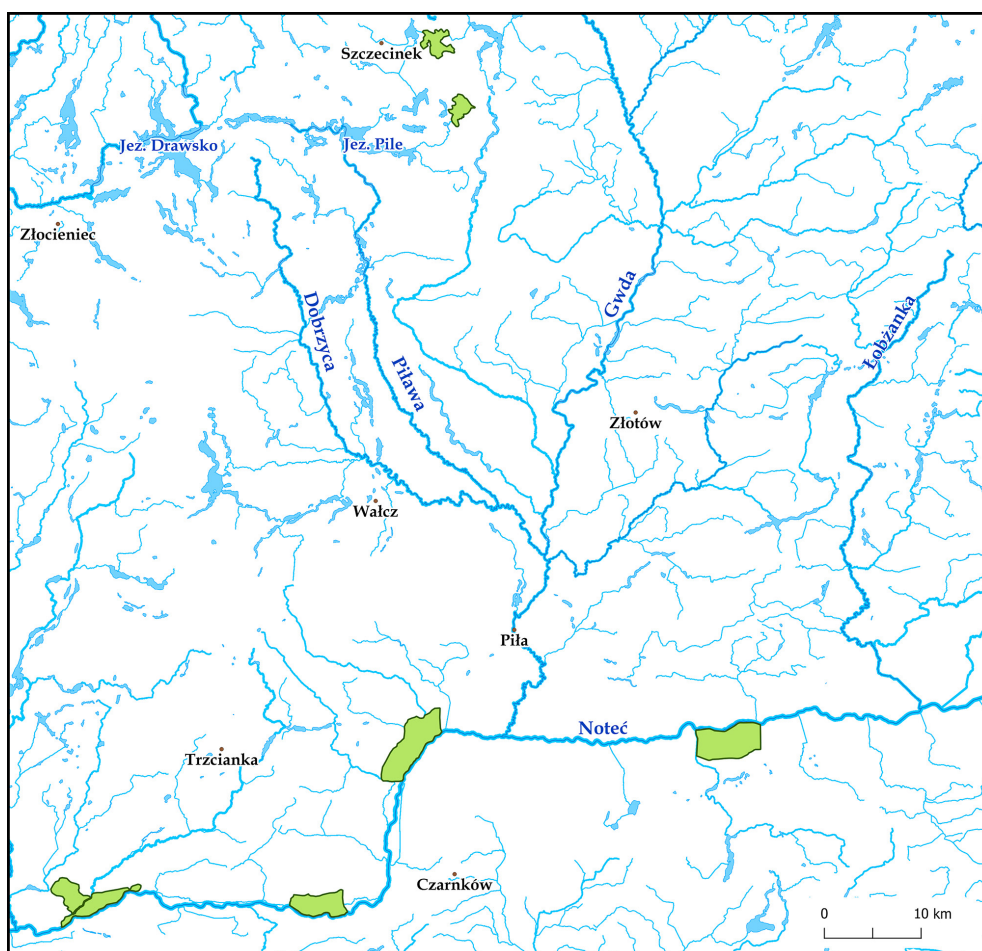 Szczecinek
Jez. Drawsko
Jez. Pile
Złocieniec
Gwda
Dobrzyca
Łobżanka
Piława
Złotów
Wałcz
Piła
Noteć
Trzcianka
Czarnków
0 10 km